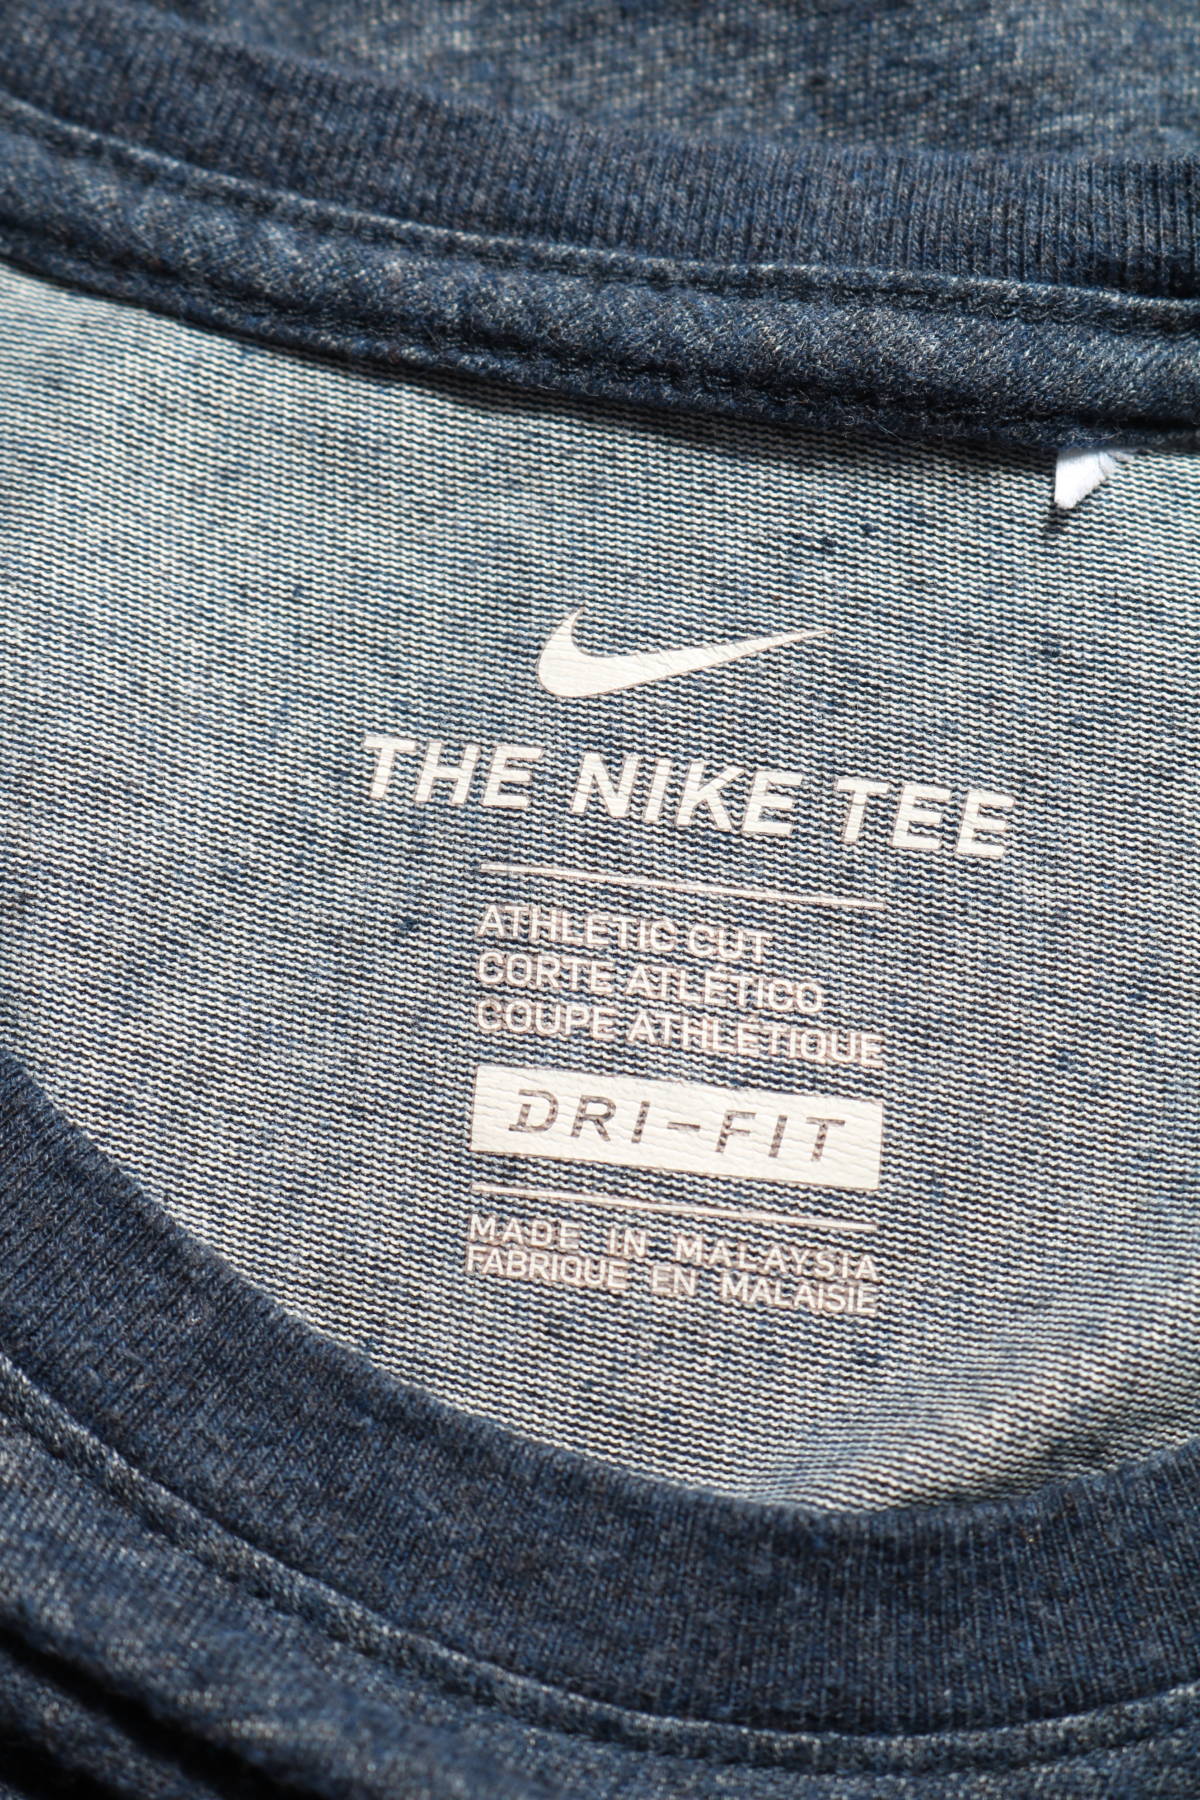 THE NIKE TEE
ATHLETIC CUT
CORTE ATLÉTICO
COUPE ATHLÉTIQUE
DRI-FIT
MADE IN MALAYSIA
FABRIQUE EN MALAISIE